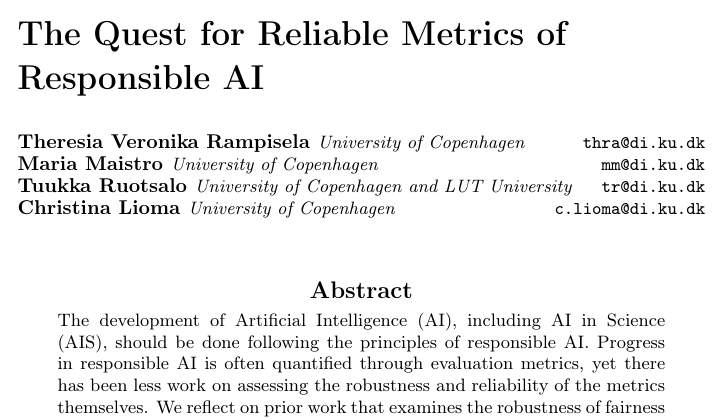 The Quest for Reliable Metrics of
Responsible AI
Theresia Veronika Rampisela University of Copenhagen thra@di.ku.dk
Maria Maistro University of Copenhagen mm@di.ku.dk
Tuukka Ruotsalo University of Copenhagen and LUT University tr@di.ku.dk
Christina Lioma University of Copenhagen c.lioma@di.ku.dk
Abstract
The development of Artificial Intelligence (AI), including AI in Science
(AIS), should be done following the principles of responsible AI. Progress
in responsible AI is often quantified through evaluation metrics, yet there
has been less work on assessing the robustness and reliability of the metrics
themselves. We reflect on prior work that examines the robustness of fairness